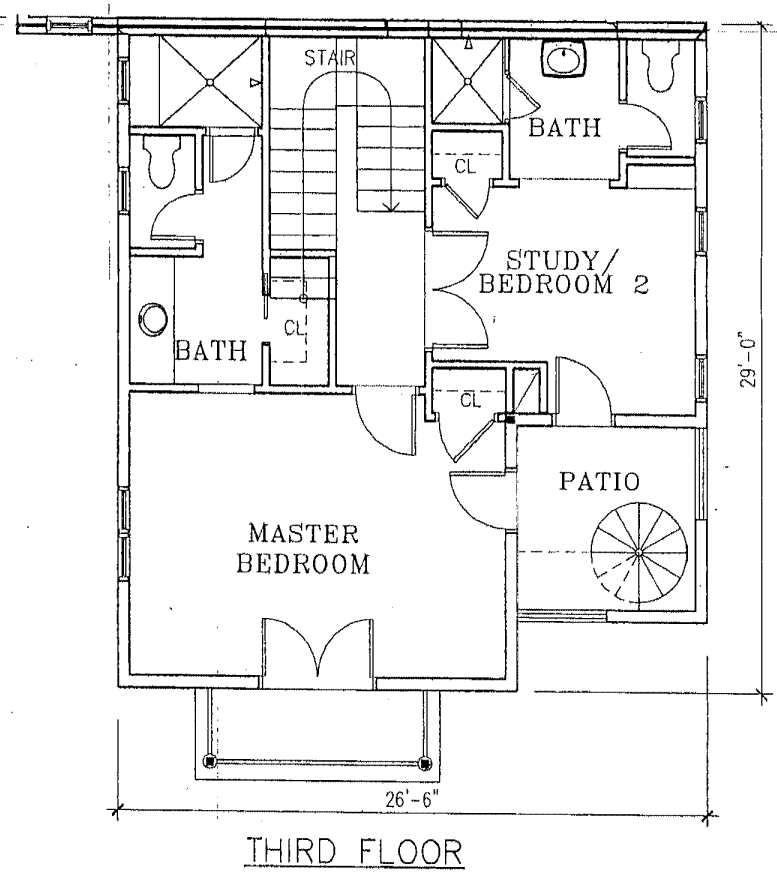 STAIR
BATH
CL
STUDY/
BEDROOM 2
CL
BATH
CL
29'-0"
PATIO
MASTER
BEDROOM
26'-6"
THIRD FLOOR